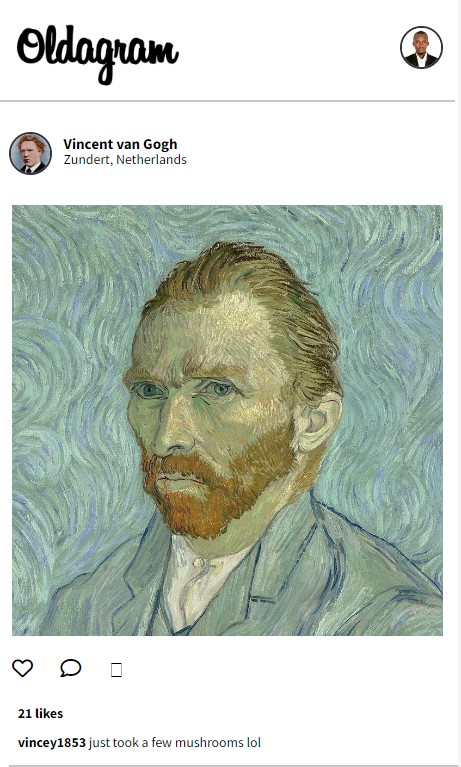 Oldagram
Vincent van Gogh
Zundert, Netherlands
21 likes
vincey1853 just took a few mushrooms lol